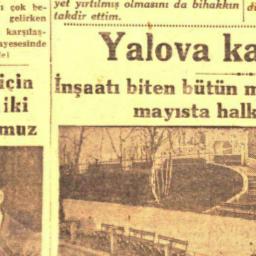 çok be-
gelirken
karşılaş-
ayesinde
için
iki
muz
yet yırtılmış olmasını da bihakkın
takdir ettim.
Yalova ka
İnşaatı biten bütün m
mayısta halk